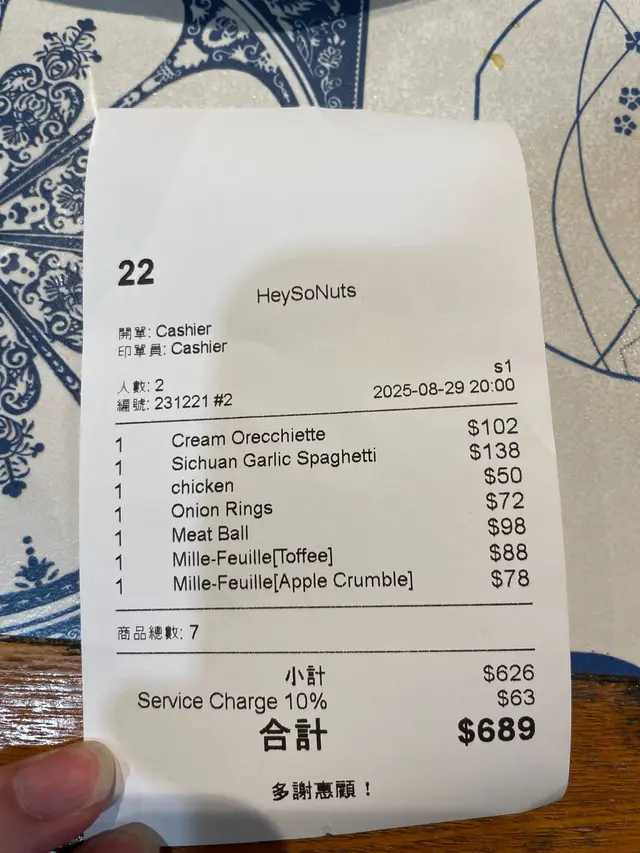 22
HeySoNuts
開單: Cashier
印單員: Cashier
s1
人數: 2
編號: 231221 #2 2025-08-29 20:00
1 Cream Orecchiette $102
1 Sichuan Garlic Spaghetti $138
1 chicken $50
1 Onion Rings $72
1 Meat Ball $98
1 Mille-Feuille[Toffee] $88
1 Mille-Feuille[Apple Crumble] $78
商品總數: 7
小計 $626
Service Charge 10% $63
合計 $689
多謝惠顧！